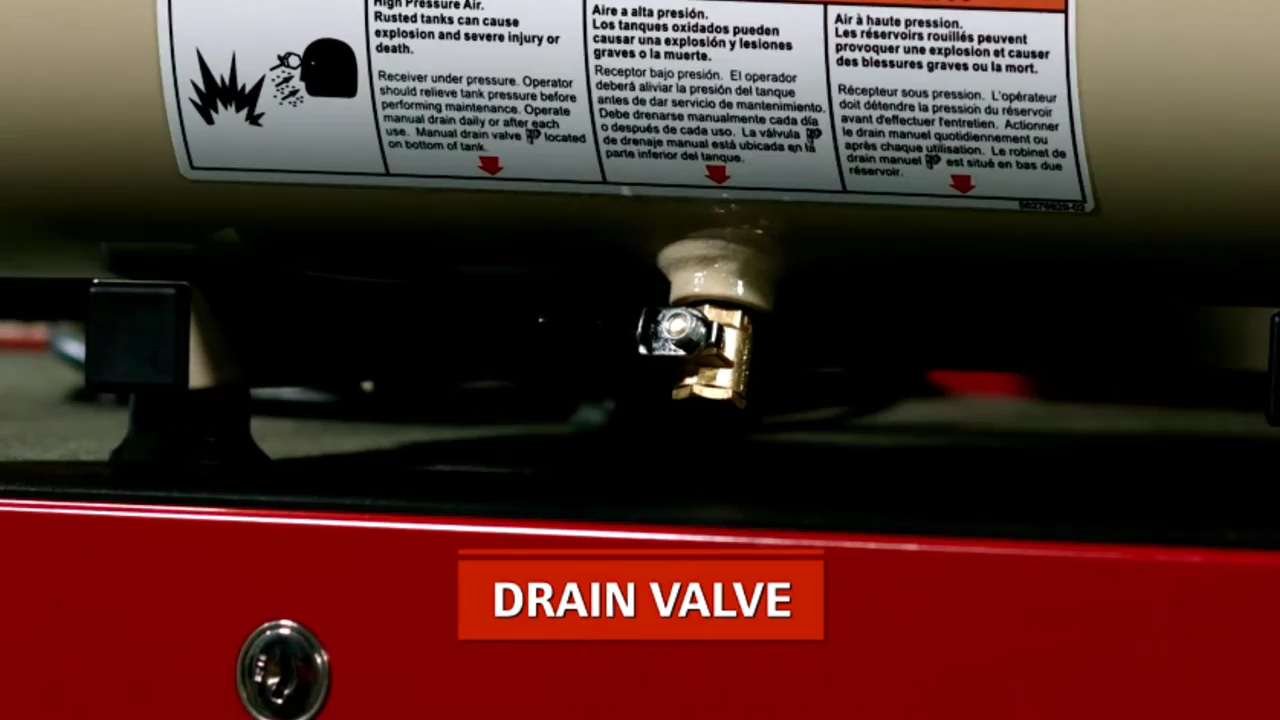 High Pressure Air.
Rusted tanks can cause
explosion and severe injury or
death.
Receiver under pressure. Operator
should relieve tank pressure before
performing maintenance. Operate
manual drain daily or after each
use. Manual drain valve located
on bottom of tank.
Aire a alta presión.
Los tanques oxidados pueden
causar una explosión y lesiones
graves o la muerte.
Receptor bajo presión. El operador
deberá aliviar la presión del tanque
antes de dar servicio de mantenimiento.
Debe drenarse manualmente cada día
o después de cada uso. La válvula
de drenaje manual está ubicada en la
parte inferior del tanque.
Air à haute pression.
Les réservoirs rouillés peuvent
provoquer une explosion et causer
des blessures graves ou la mort.
Récepteur sous pression. L'opérateur
doit détendre la pression du réservoir
avant d'effectuer l'entretien. Actionner
le drain manuel quotidiennement ou
après chaque utilisation. Le robinet de
drain manuel est situé en bas due
réservoir.
DRAIN VALVE